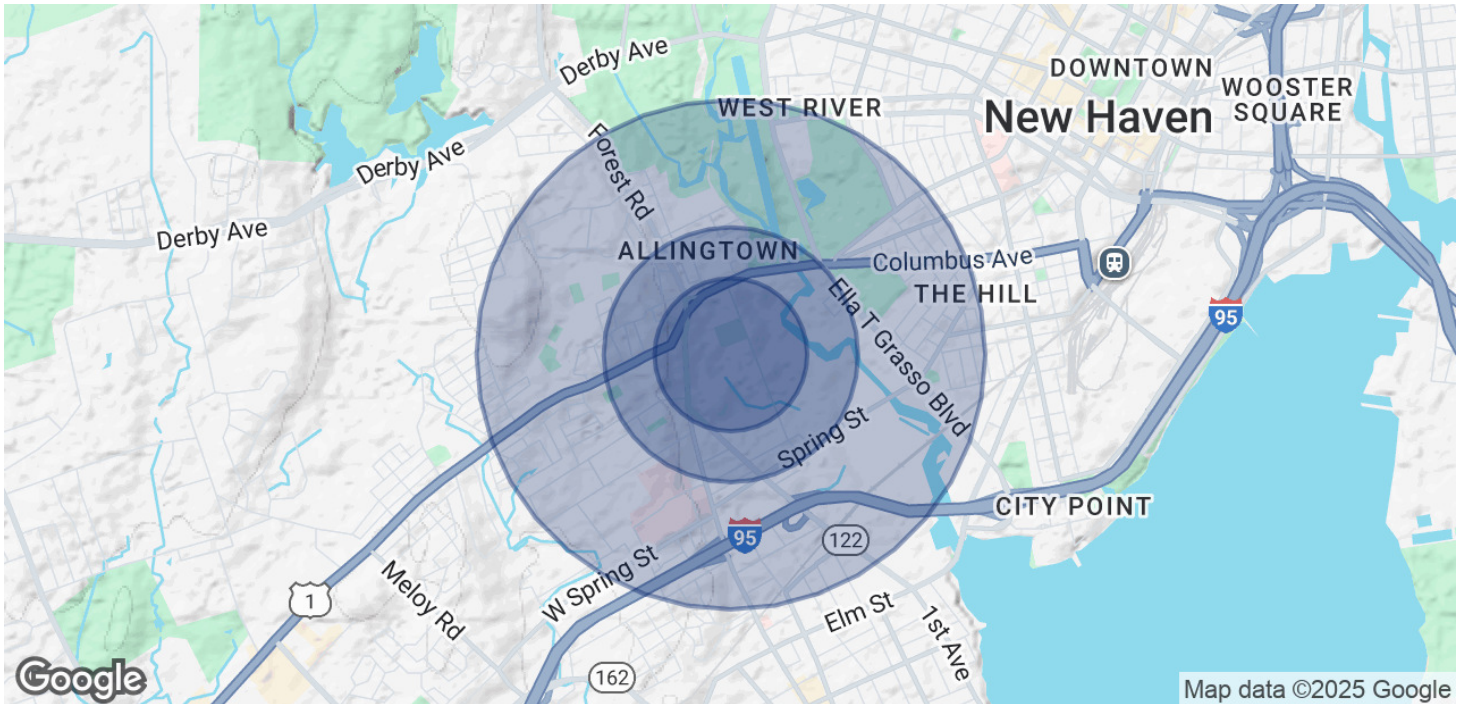 Derby Ave
DOWNTOWN
WOOSTER
SQUARE
New Haven
WEST RIVER
Derby Ave
Forest Rd
Derby Ave
ALLINGTOWN
Columbus Ave
THE HILL
Ella T Grasso Blvd
95
Spring St
CITY POINT
95
122
W Spring St
Meloy Rd
1
Elm St
1st Ave
162
Google
Map data ©2025 Google